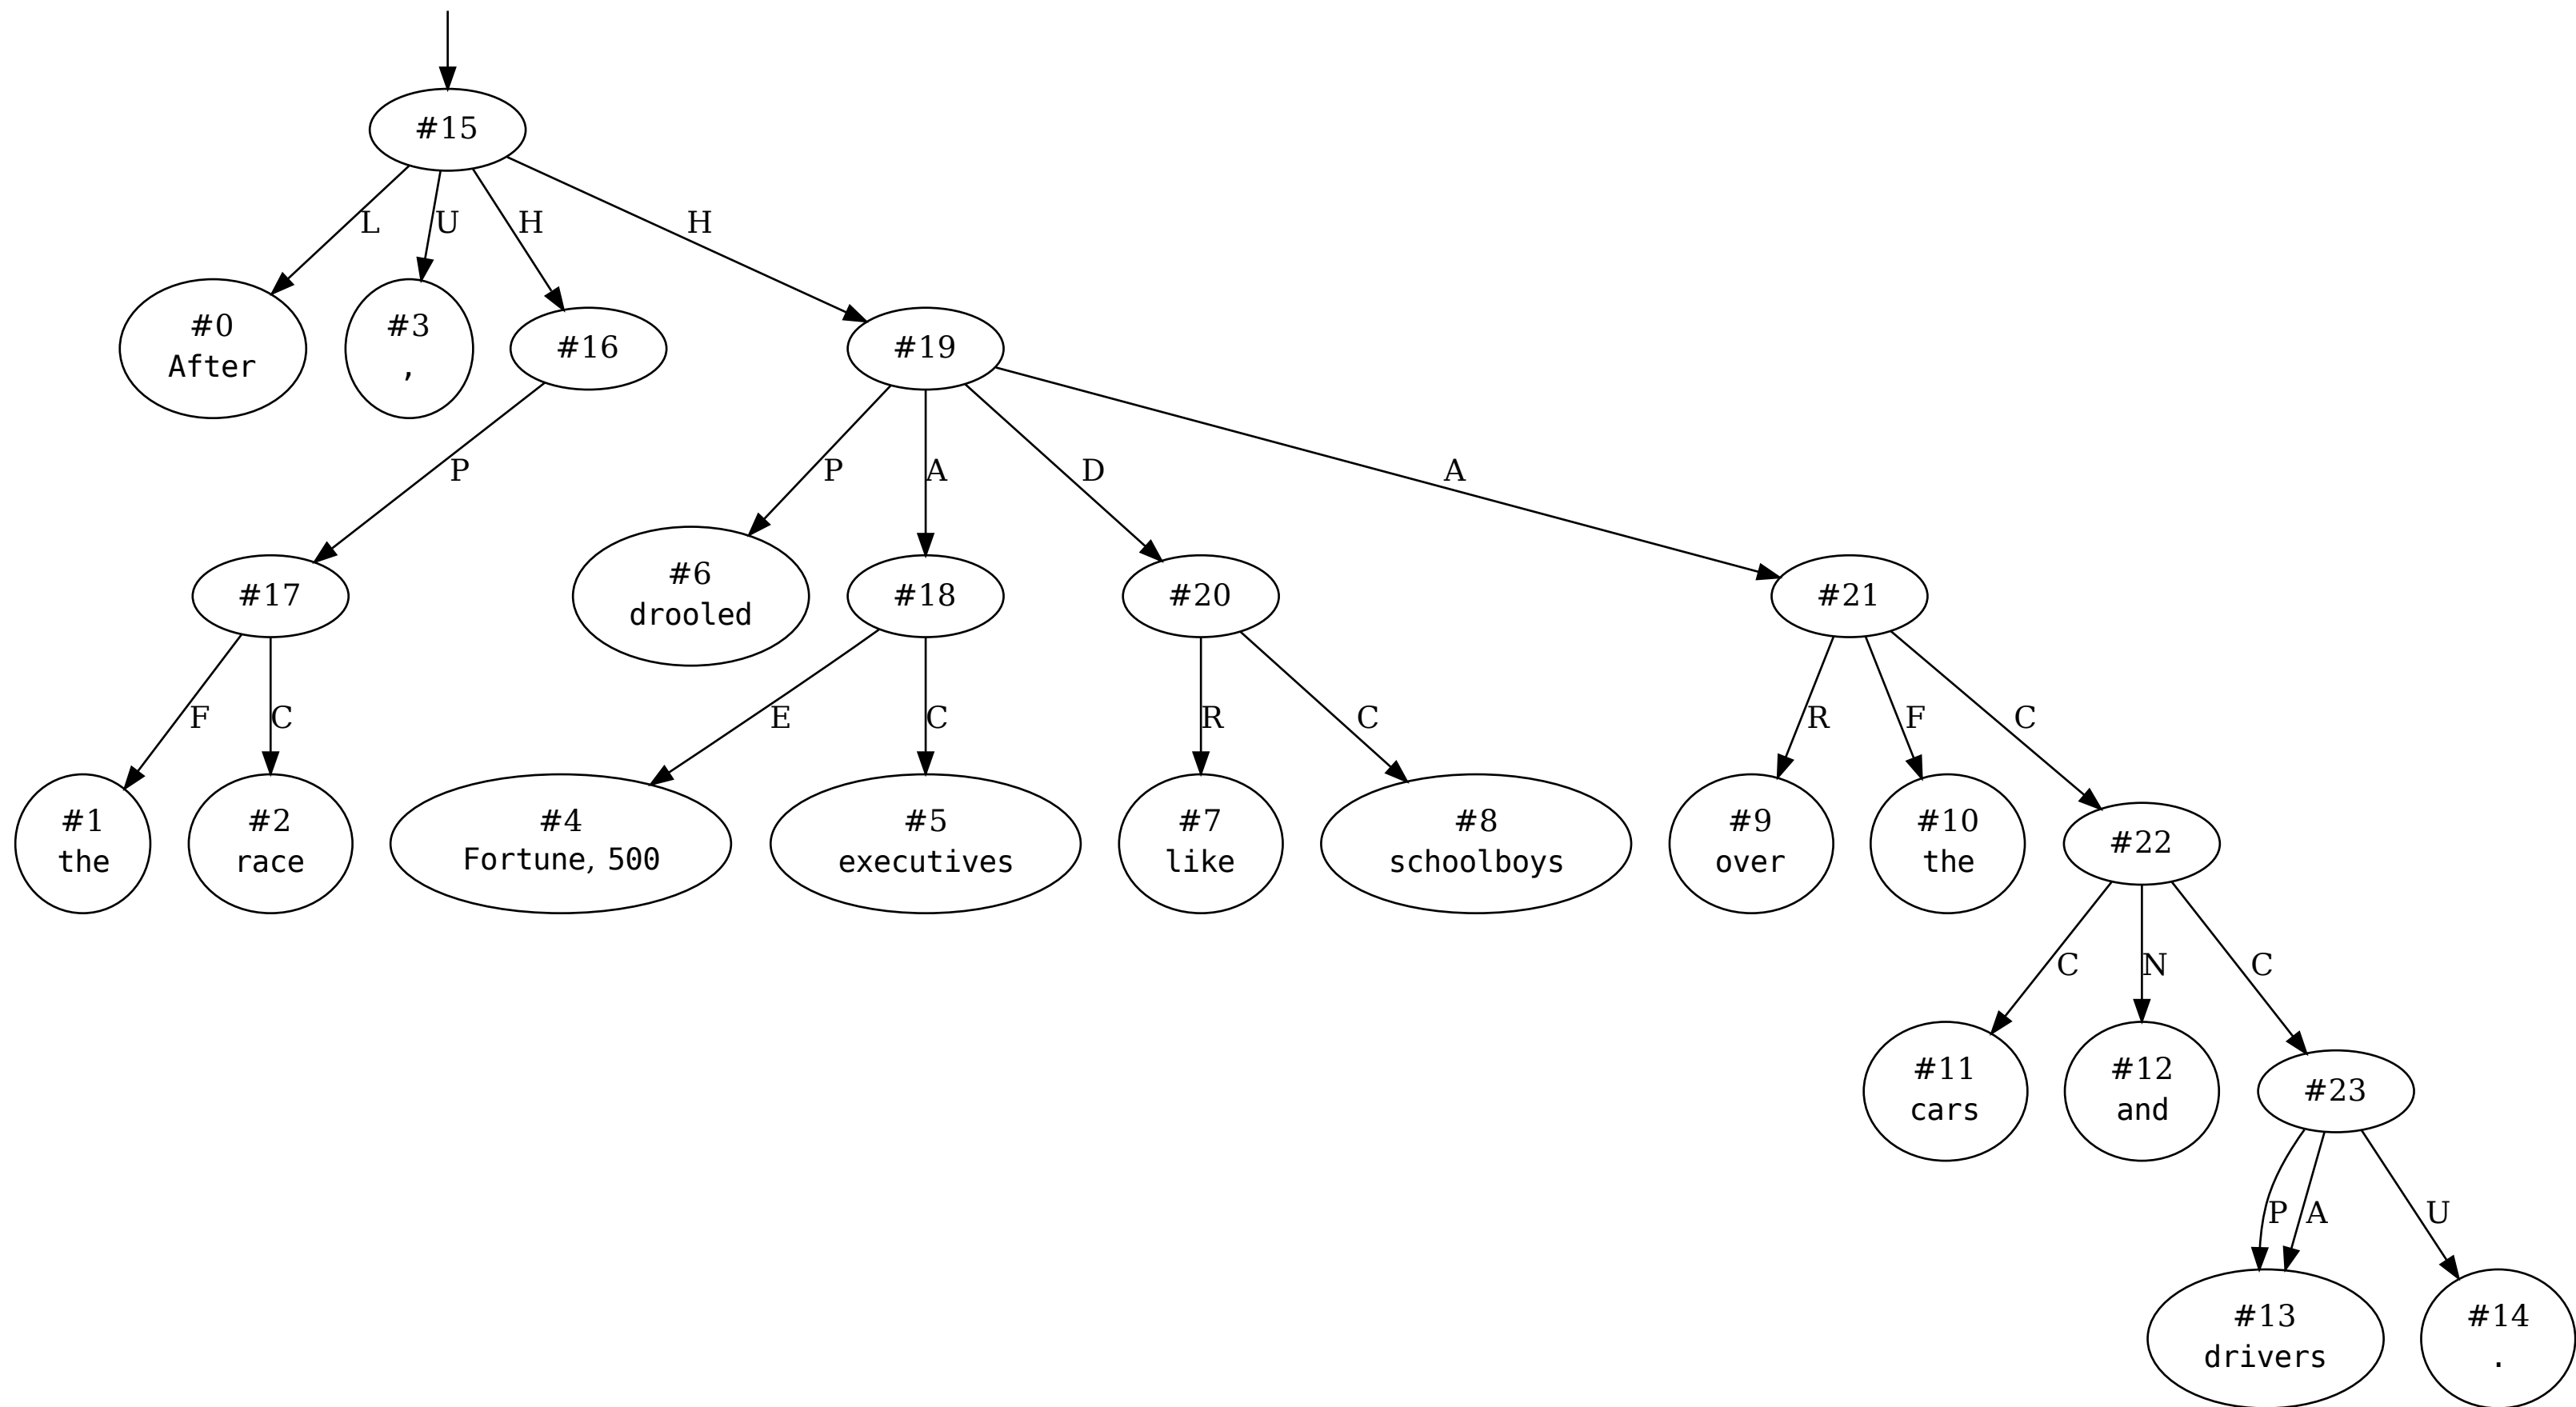 #15
L
U
H
H
#0
After
#3
,
#16
#19
P
P
A
D
A
#17
#6
drooled
#18
#20
#21
F
C
E
C
R
C
R
F
C
#1
the
#2
race
#4
Fortune, 500
#5
executives
#7
like
#8
schoolboys
#9
over
#10
the
#22
C
N
C
#11
cars
#12
and
#23
P
A
U
#13
drivers
#14
.